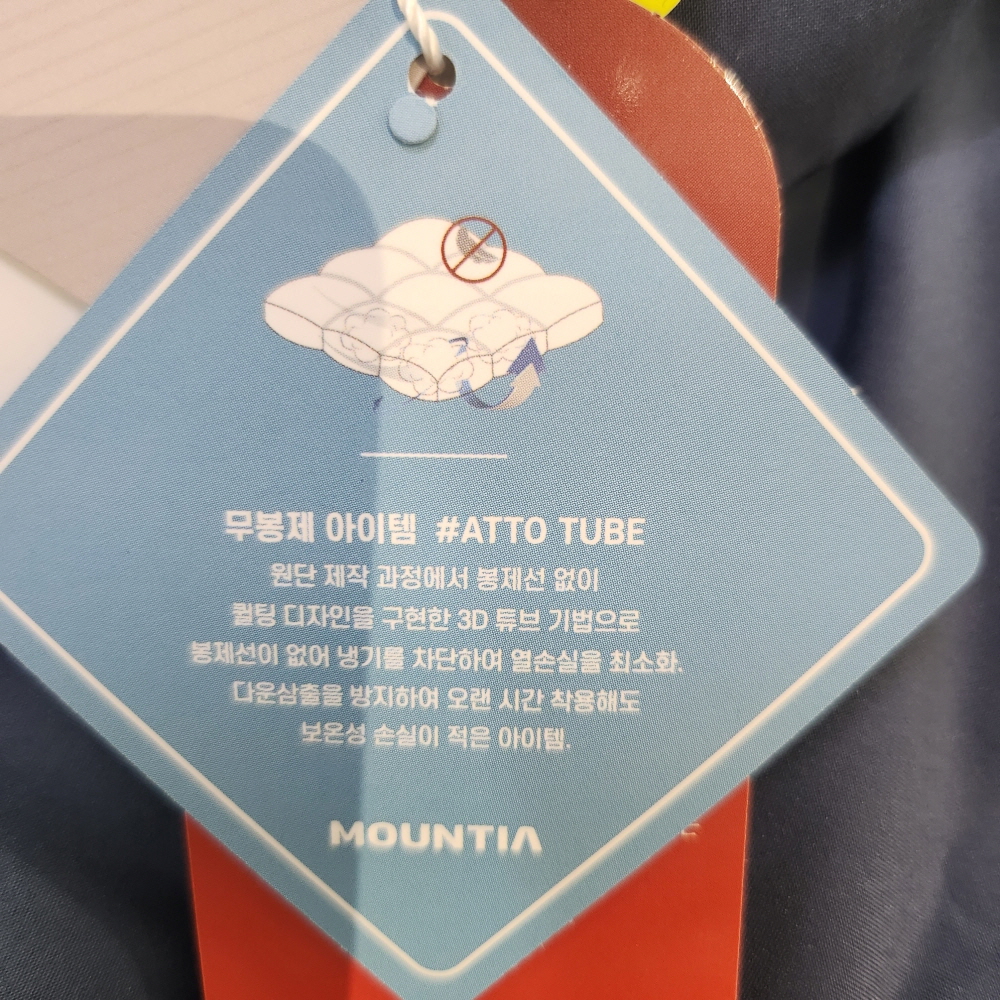 무봉제 아이템 #ATTO TUBE
원단 제작 과정에서 봉제선 없이
퀼팅 디자인을 구현한 3D 튜브 기법으로
봉제선이 없어 냉기를 차단하여 열손실을 최소화.
다운삼출을 방지하여 오랜 시간 착용해도
보온성 손실이 적은 아이템.
MOUNTIA